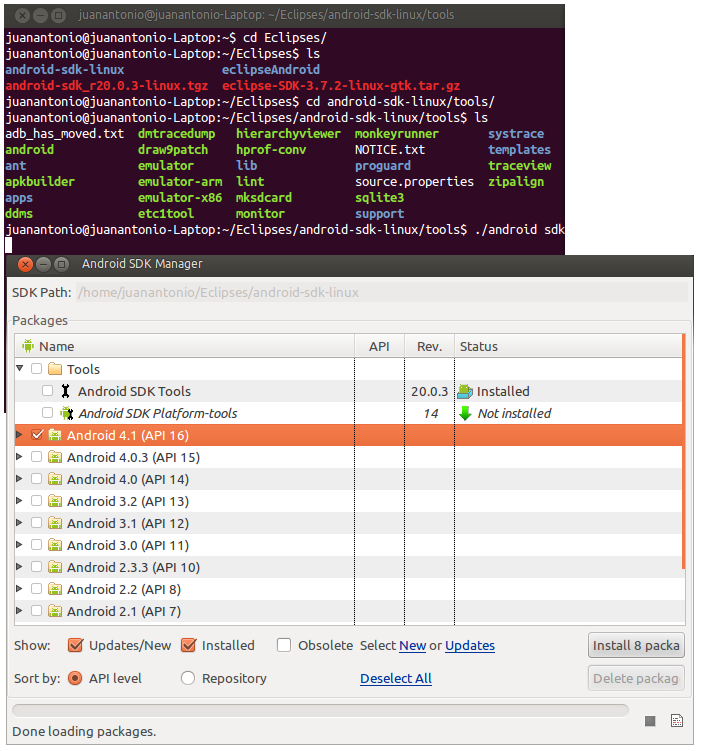 juanantonio@juanantonio-Laptop: ~/Eclipses/android-sdk-linux/tools
juanantonio@juanantonio-Laptop:~$ cd Eclipses/
juanantonio@juanantonio-Laptop:~/Eclipses$ ls
android-sdk-linux eclipseAndroid
android-sdk_r20.0.3-linux.tgz eclipse-SDK-3.7.2-linux-gtk.tar.gz
juanantonio@juanantonio-Laptop:~/Eclipses$ cd android-sdk-linux/tools/
juanantonio@juanantonio-Laptop:~/Eclipses/android-sdk-linux/tools$ ls
adb_has_moved.txt dmtracedump hierarchyviewer monkeyrunner systrace
android draw9patch hprof-conv NOTICE.txt templates
ant emulator lib proguard traceview
apkbuilder emulator-arm lint source.properties zipalign
apps emulator-x86 mksdcard sqlite3
ddms etc1tool monitor support
juanantonio@juanantonio-Laptop:~/Eclipses/android-sdk-linux/tools$ ./android sdk
Android SDK Manager
SDK Path: /home/juanantonio/Eclipses/android-sdk-linux
Packages
Name API Rev. Status
Tools
Android SDK Tools 20.0.3 Installed
Android SDK Platform-tools 14 Not installed
Android 4.1 (API 16)
Android 4.0.3 (API 15)
Android 4.0 (API 14)
Android 3.2 (API 13)
Android 3.1 (API 12)
Android 3.0 (API 11)
Android 2.3.3 (API 10)
Android 2.2 (API 8)
Android 2.1 (API 7)
Show: Updates/New Installed Obsolete Select New or Updates Install 8 packa
Sort by: API level Repository Deselect All Delete packag
Done loading packages.